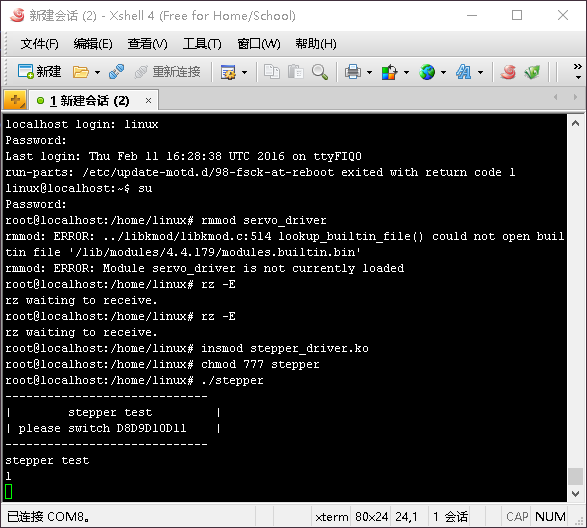 新建会话 (2) - Xshell 4 (Free for Home/School)
文件(F) 编辑(E) 查看(V) 工具(T) 窗口(W) 帮助(H)
新建 重新连接
1 新建会话 (2)
localhost login: linux
Password:
Last login: Thu Feb 11 16:28:38 UTC 2016 on ttyFIQ0
run-parts: /etc/update-motd.d/98-fsck-at-reboot exited with return code 1
linux@localhost:~$ su
Password:
root@localhost:/home/linux# rmmod servo_driver
rmmod: ERROR: ../libkmod/libkmod.c:514 lookup_builtin_file() could not open buil
tin file '/lib/modules/4.4.179/modules.builtin.bin'
rmmod: ERROR: Module servo_driver is not currently loaded
root@localhost:/home/linux# rz -E
rz waiting to receive.
root@localhost:/home/linux# rz -E
rz waiting to receive.
root@localhost:/home/linux# insmod stepper_driver.ko
root@localhost:/home/linux# chmod 777 stepper
root@localhost:/home/linux# ./stepper
----------------------------
|        stepper test         |
| please switch D8D9D10D11    |
----------------------------
stepper test
1
已连接 COM8。 xterm 80x24 24,1 1 会话 CAP NUM